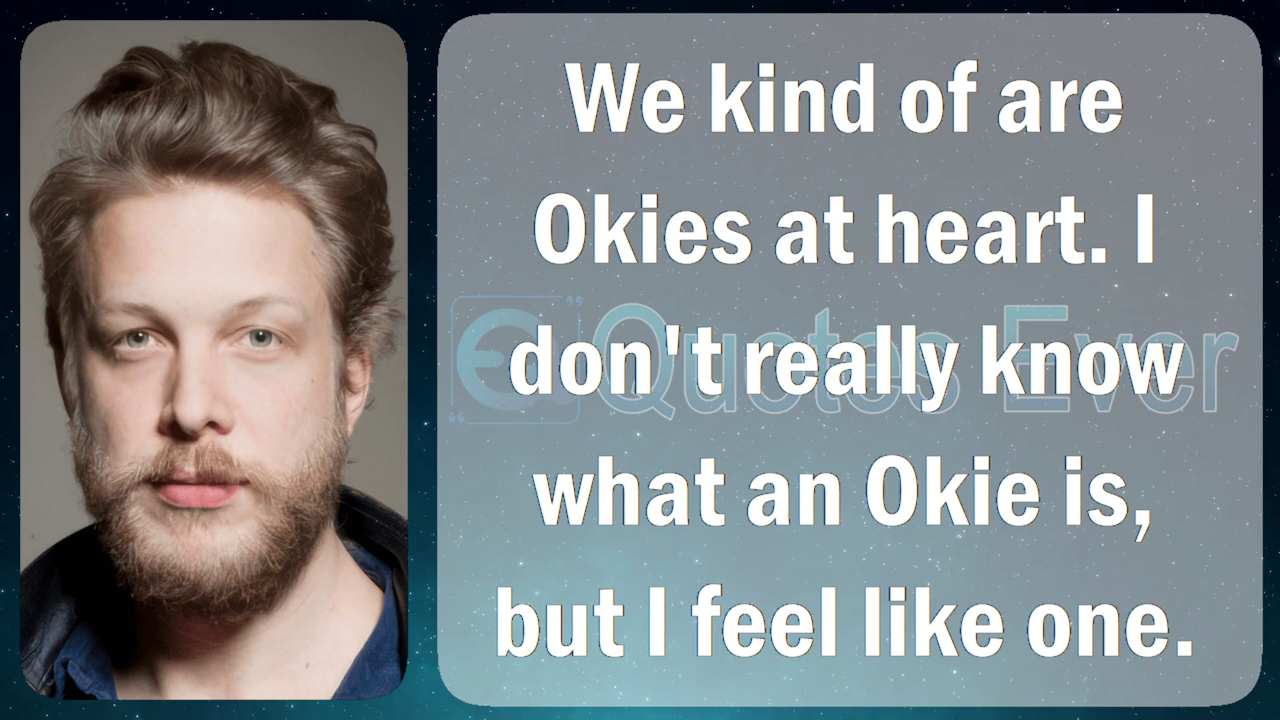 We kind of are
Okies at heart. I
don't really know
what an Okie is,
but I feel like one.
Quotes Ever